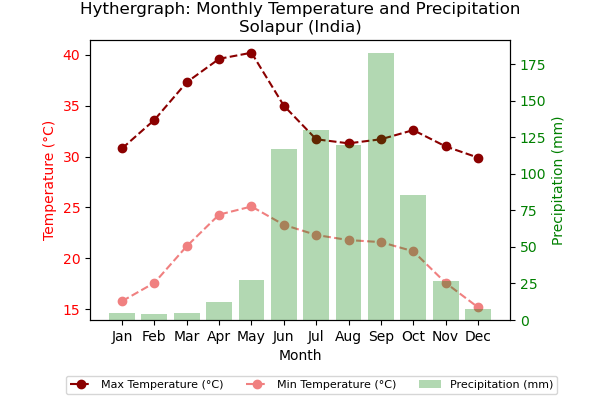 Hythergraph: Monthly Temperature and Precipitation
Solapur (India)
Temperature (°C)
40
35
30
25
20
15
Precipitation (mm)
175
150
125
100
75
50
25
0
Jan Feb Mar Apr May Jun Jul Aug Sep Oct Nov Dec
Month
Max Temperature (°C) Min Temperature (°C) Precipitation (mm)